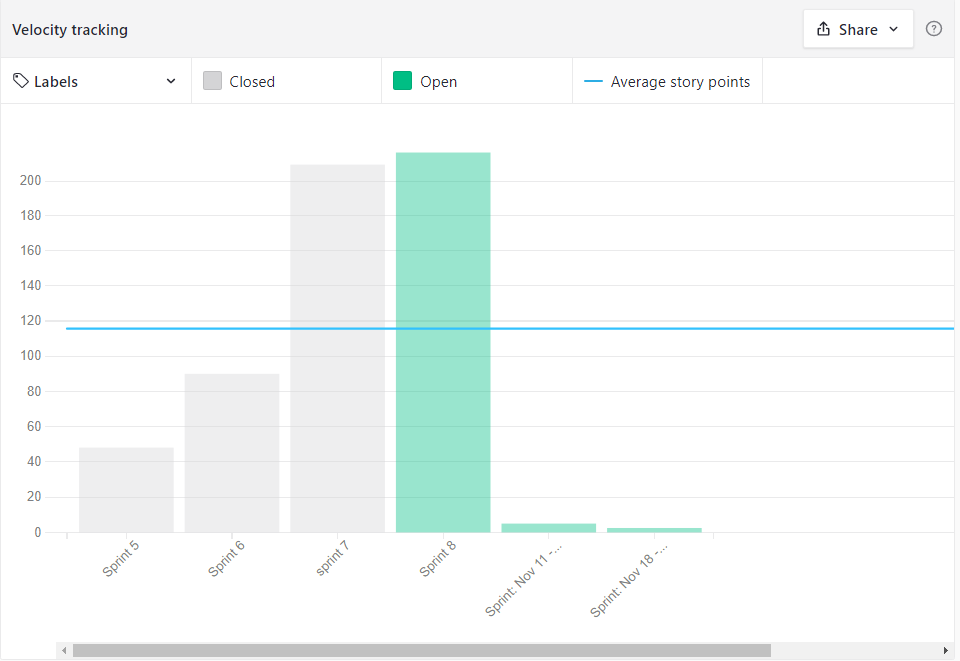 Velocity tracking
Share
Labels
Closed
Open
Average story points
200
180
160
140
120
100
80
60
40
20
0
Sprint 5
Sprint 6
sprint 7
Sprint 8
Sprint: Nov 11 -...
Sprint: Nov 18 -...